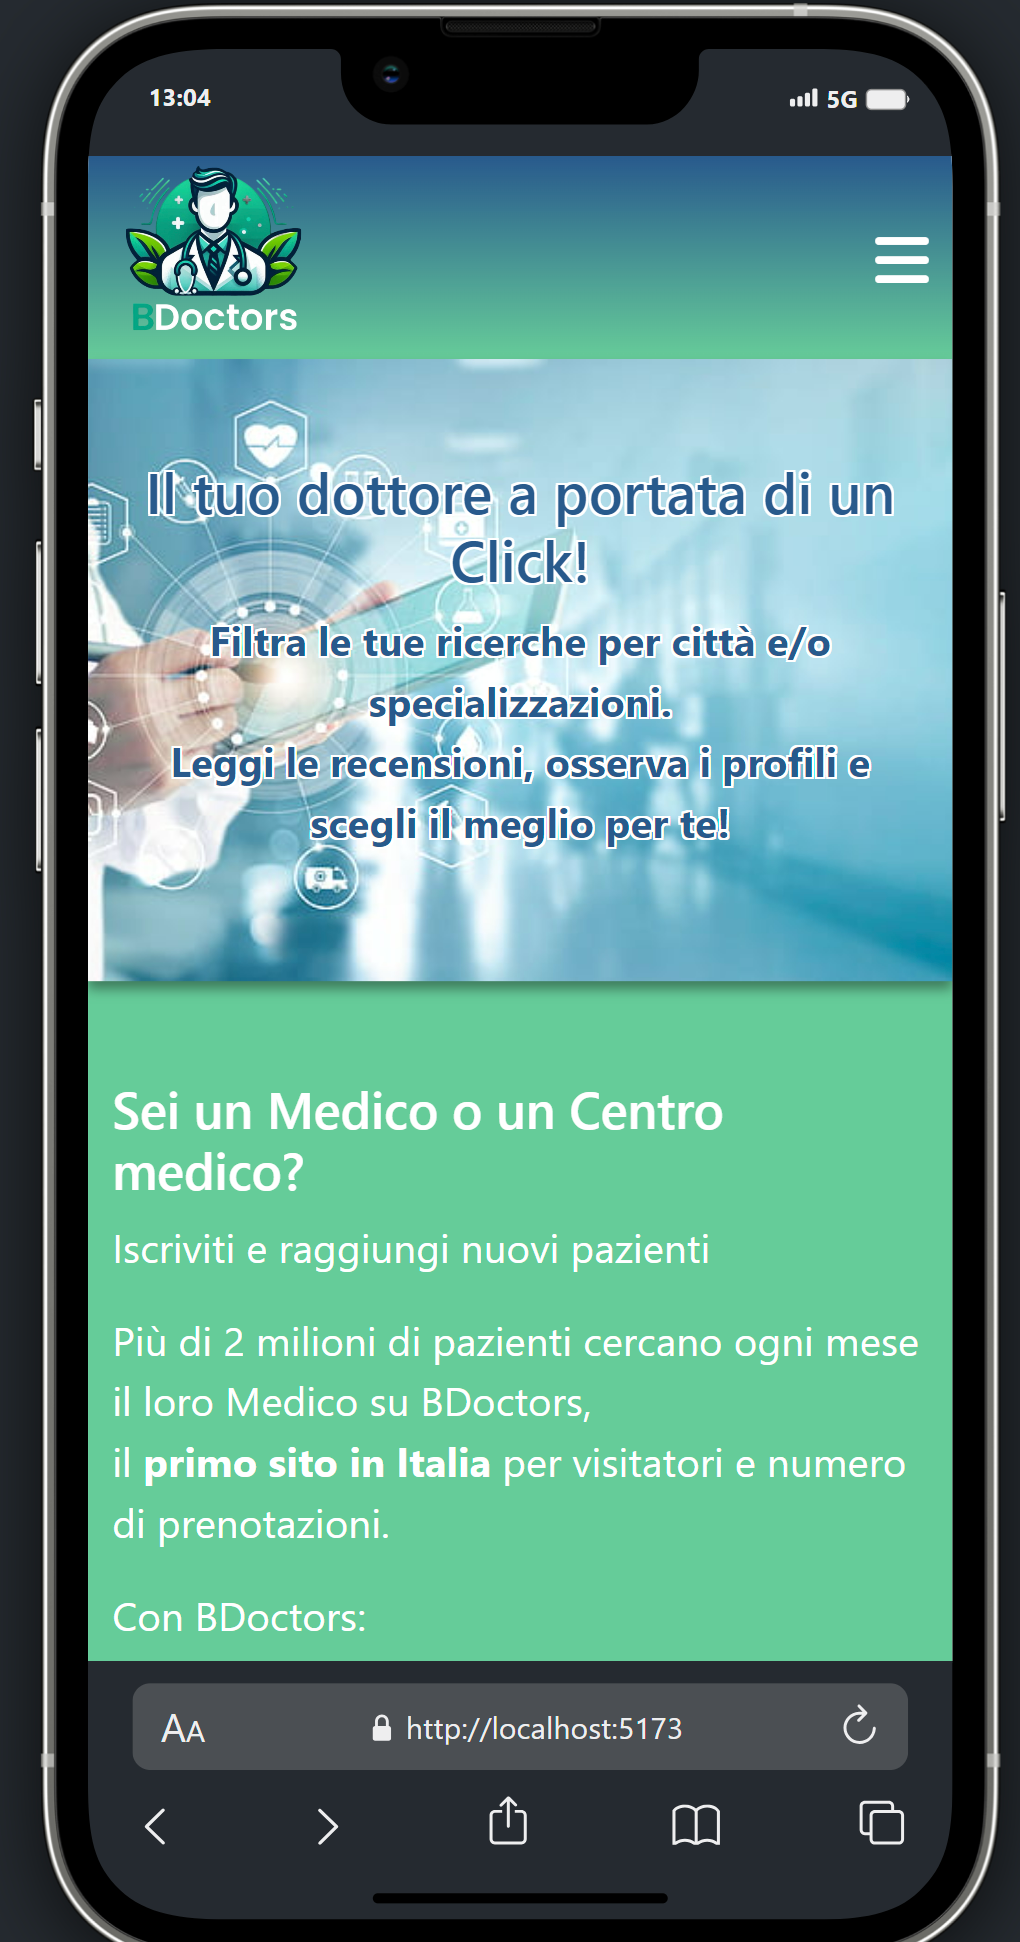 13:04
5G
BDoctors
Il tuo dottore a portata di un
Click!
Filtra le tue ricerche per città e/o
specializzazioni.
Leggi le recensioni, osserva i profili e
scegli il meglio per te!
Sei un Medico o un Centro
medico?
Iscriviti e raggiungi nuovi pazienti
Più di 2 milioni di pazienti cercano ogni mese
il loro Medico su BDoctors,
il primo sito in Italia per visitatori e numero
di prenotazioni.
Con BDoctors:
AA
http://localhost:5173